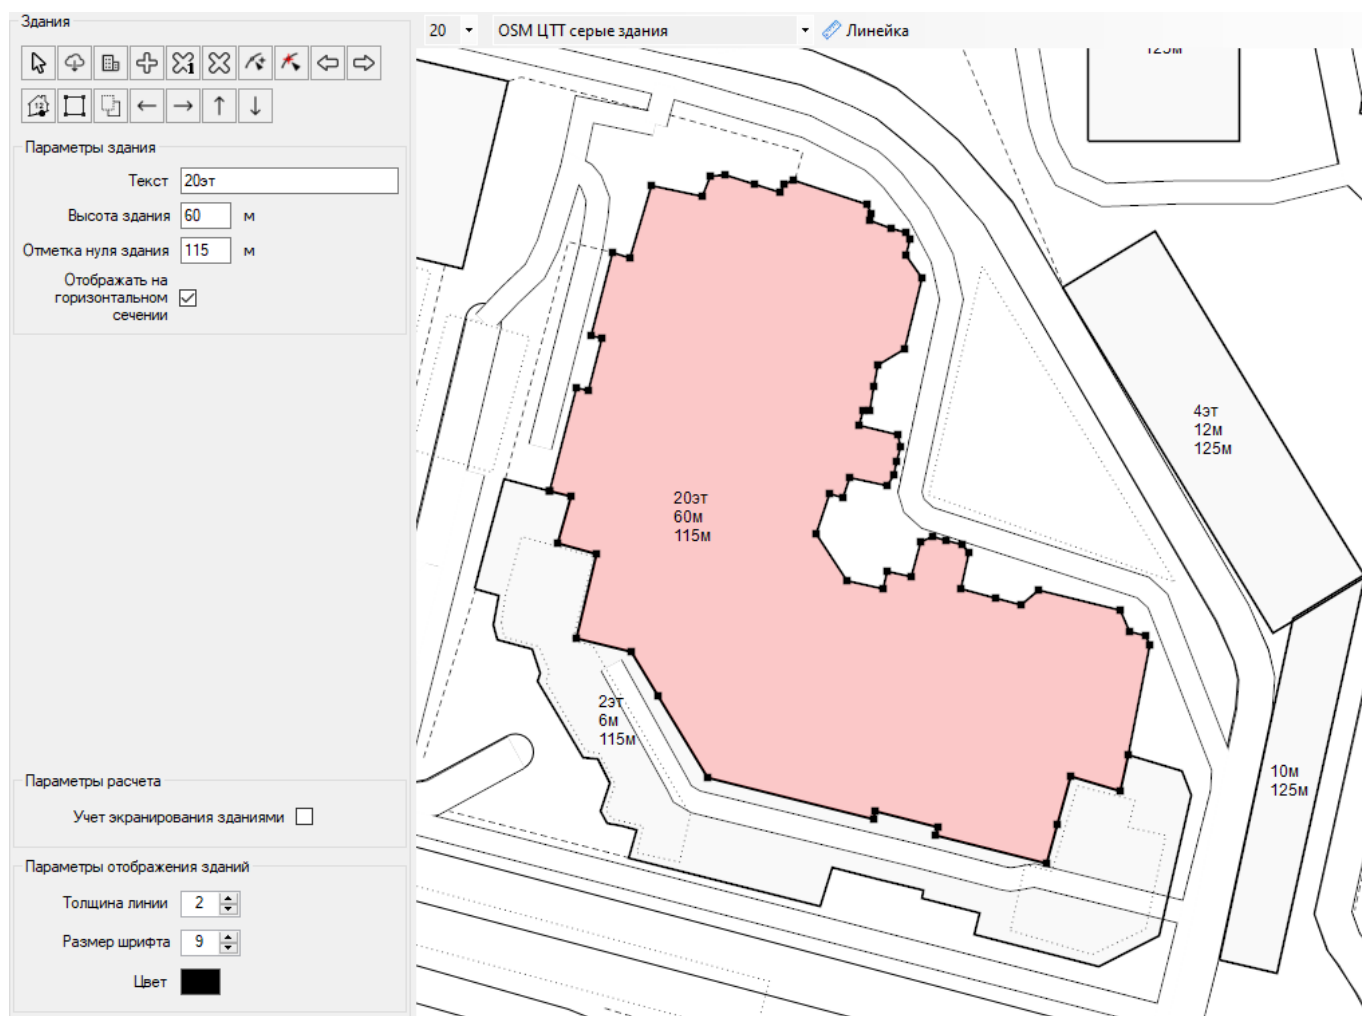 Здания
20
OSM ЦТТ серые здания
Линейка
12
Параметры здания
Текст 20эт
Высота здания 60 м
Отметка нуля здания 115 м
Отображать на
горизонтальном
сечении
Параметры расчета
Учет экранирования зданиями
Параметры отображения зданий
Толщина линии 2
Размер шрифта 9
Цвет
125м
4эт
12м
125м
20эт
60м
115м
2эт
6м
115м
10м
125м